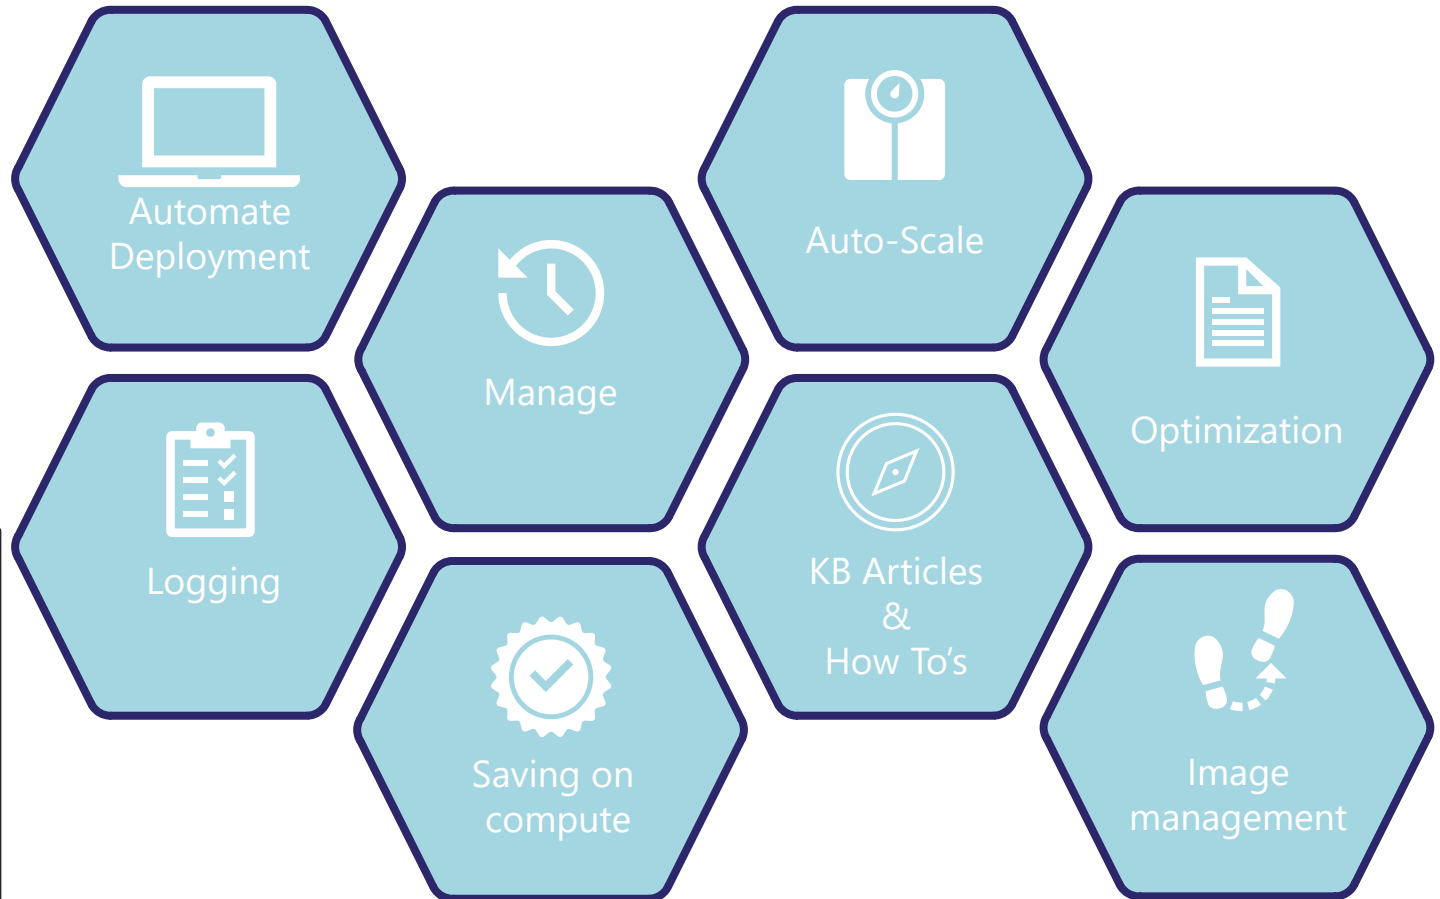 Automate
Deployment
Manage
Auto-Scale
Optimization
Logging
Saving on
compute
KB Articles
&
How To’s
Image
management